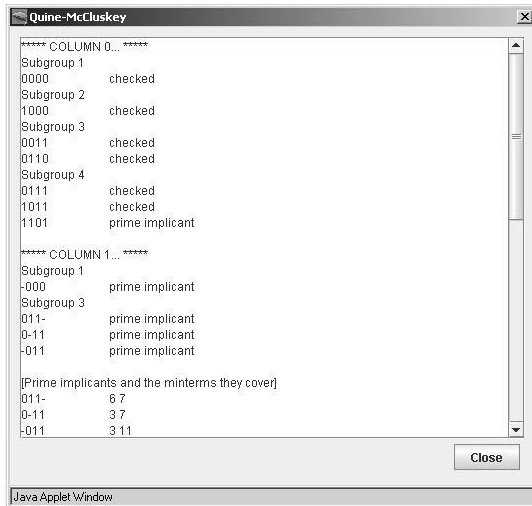 Quine-McCluskey
***** COLUMN 0... *****
Subgroup 1
0000 checked
Subgroup 2
1000 checked
Subgroup 3
0011 checked
0110 checked
Subgroup 4
0111 checked
1011 checked
1101 prime implicant
***** COLUMN 1... *****
Subgroup 1
-000 prime implicant
Subgroup 3
011- prime implicant
0-11 prime implicant
-011 prime implicant
[Prime implicants and the minterms they cover]
011- 6 7
0-11 3 7
-011 3 11
Close
Java Applet Window